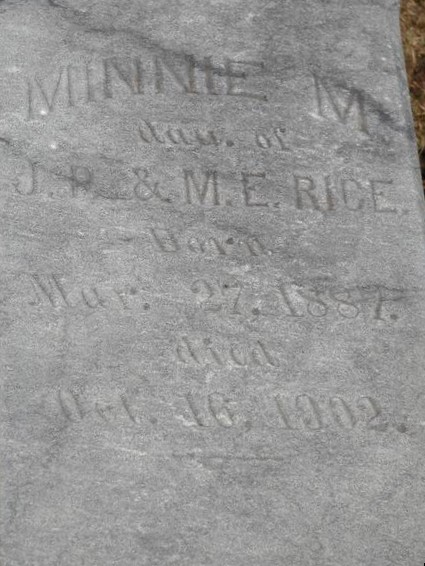 MINNIE M.
dau. of
J. R. & M. E. RICE.
Born
Mar. 27, 1887.
died
Oct. 16, 1902.